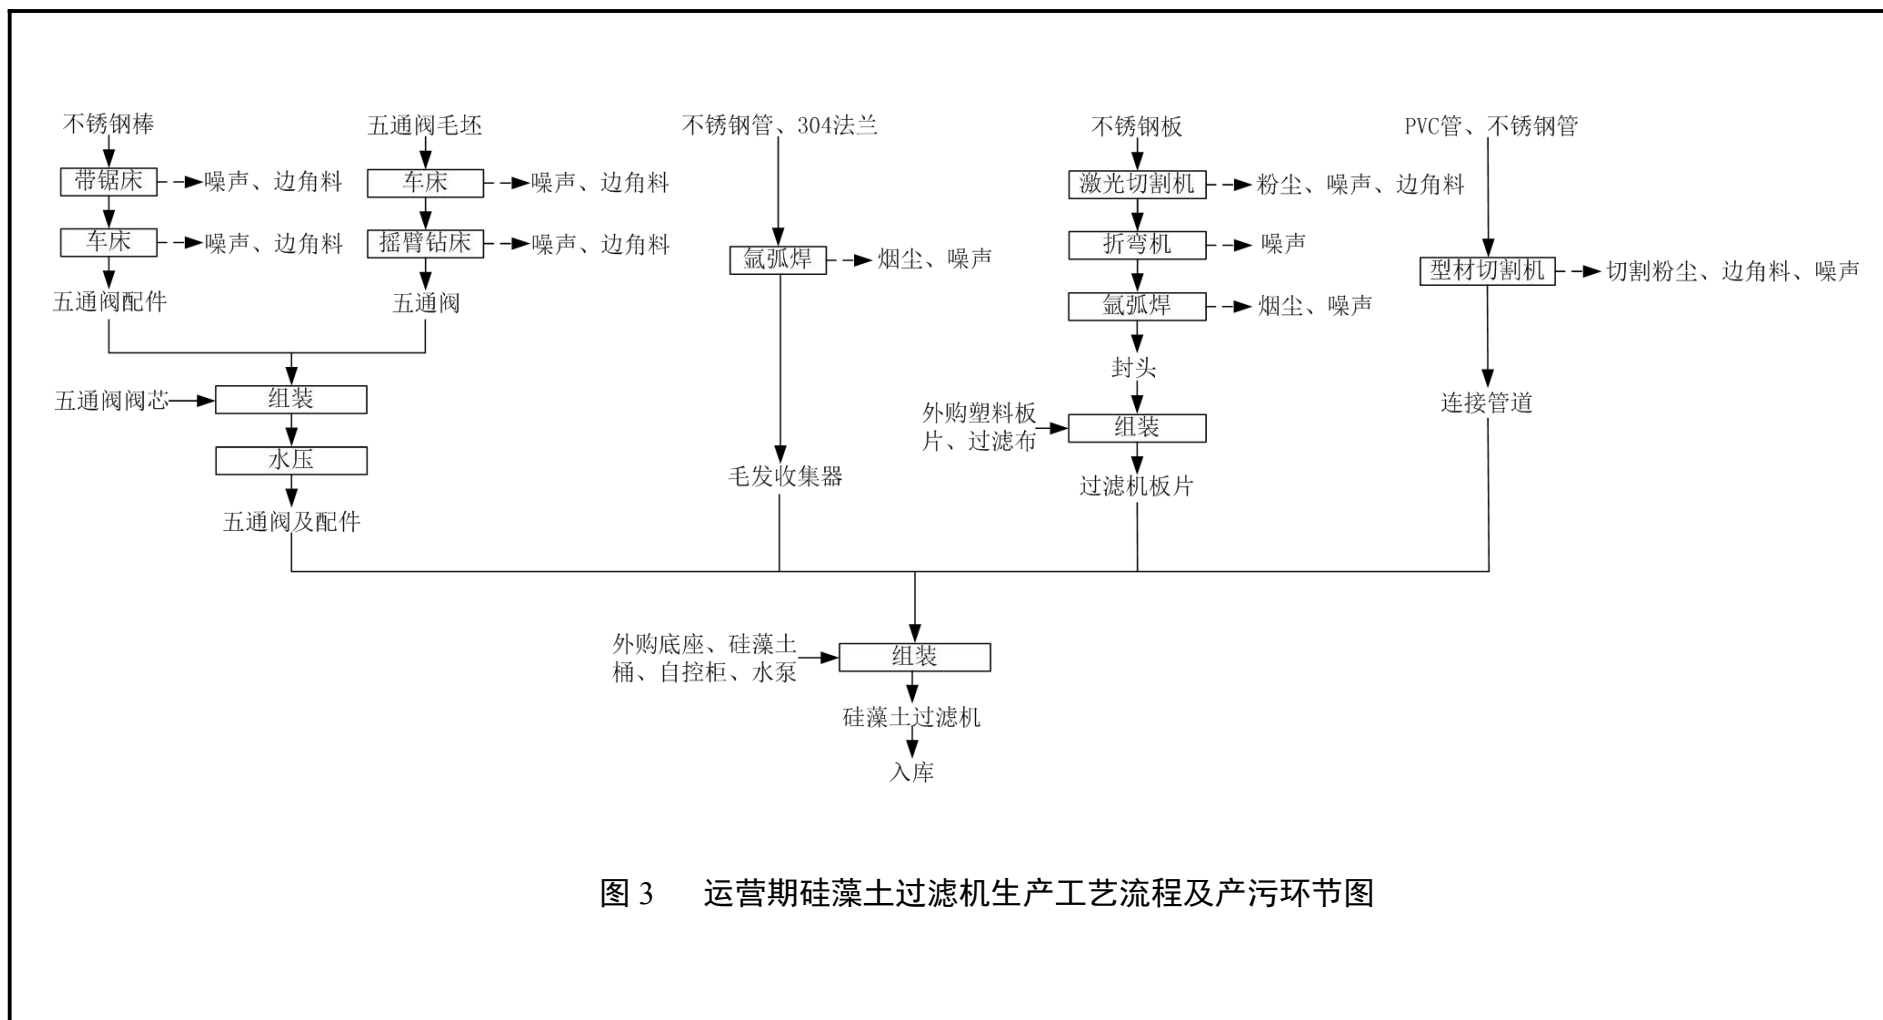 不锈钢棒
五通阀毛坯
不锈钢管、304法兰
不锈钢板
PVC管、不锈钢管
带锯床
噪声、边角料
车床
噪声、边角料
激光切割机
粉尘、噪声、边角料
车床
噪声、边角料
摇臂钻床
噪声、边角料
折弯机
噪声
氩弧焊
烟尘、噪声
型材切割机
切割粉尘、边角料、噪声
五通阀配件
五通阀
氩弧焊
烟尘、噪声
封头
五通阀阀芯
组装
外购塑料板
片、过滤布
组装
连接管道
水压
毛发收集器
过滤机板片
五通阀及配件
外购底座、硅藻土
桶、自控柜、水泵
组装
硅藻土过滤机
入库
图 3 运营期硅藻土过滤机生产工艺流程及产污环节图